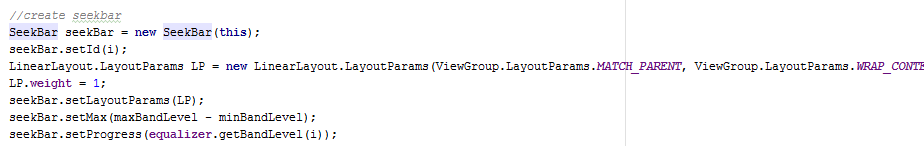 //create seekbar
SeekBar seekBar = new SeekBar(this);
seekBar.setId(i);
LinearLayout.LayoutParams LP = new LinearLayout.LayoutParams(ViewGroup.LayoutParams.MATCH_PARENT, ViewGroup.LayoutParams.WRAP_CONTE
LP.weight = 1;
seekBar.setLayoutParams(LP);
seekBar.setMax(maxBandLevel - minBandLevel);
seekBar.setProgress(equalizer.getBandLevel(i));